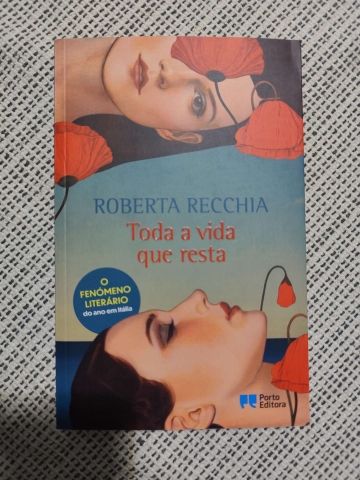 ROBERTA RECCHIA
Toda a vida
que resta
O
FENÓMENO
LITERÁRIO
do ano em Itália
Porto
Editora